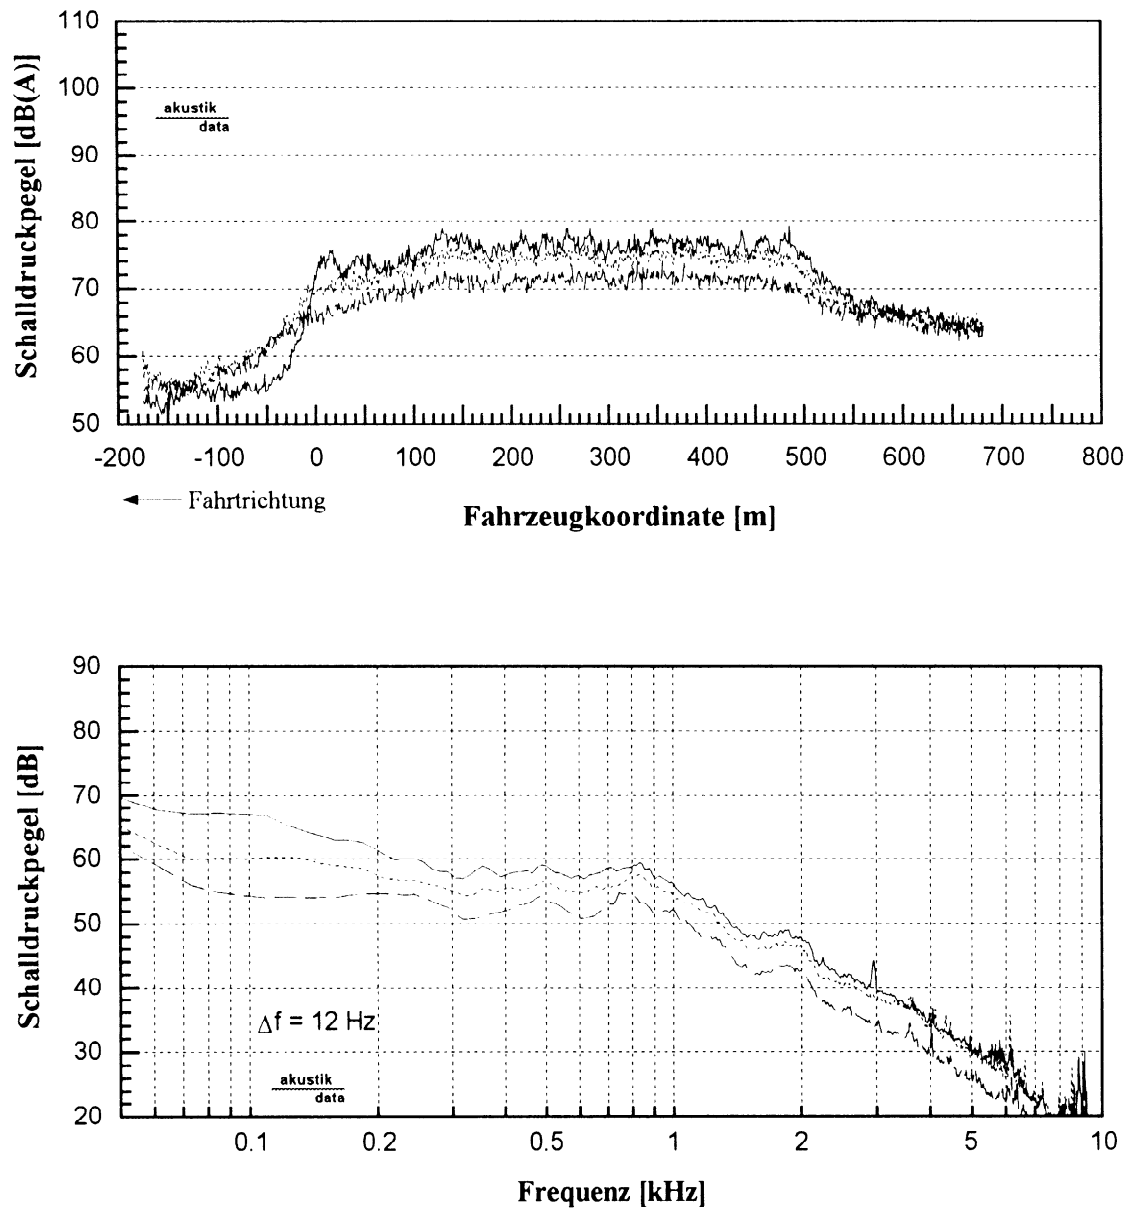 Schalldruckpegel [dB(A)]
110
100
90
80
70
60
50
akustik
data
-200 -100 0 100 200 300 400 500 600 700 800
Fahrtrichtung
Fahrzeugkoordinate [m]
Schalldruckpegel [dB]
90
80
70
60
50
40
30
20
Δf = 12 Hz
akustik
data
0.1 0.2 0.5 1 2 5 10
Frequenz [kHz]